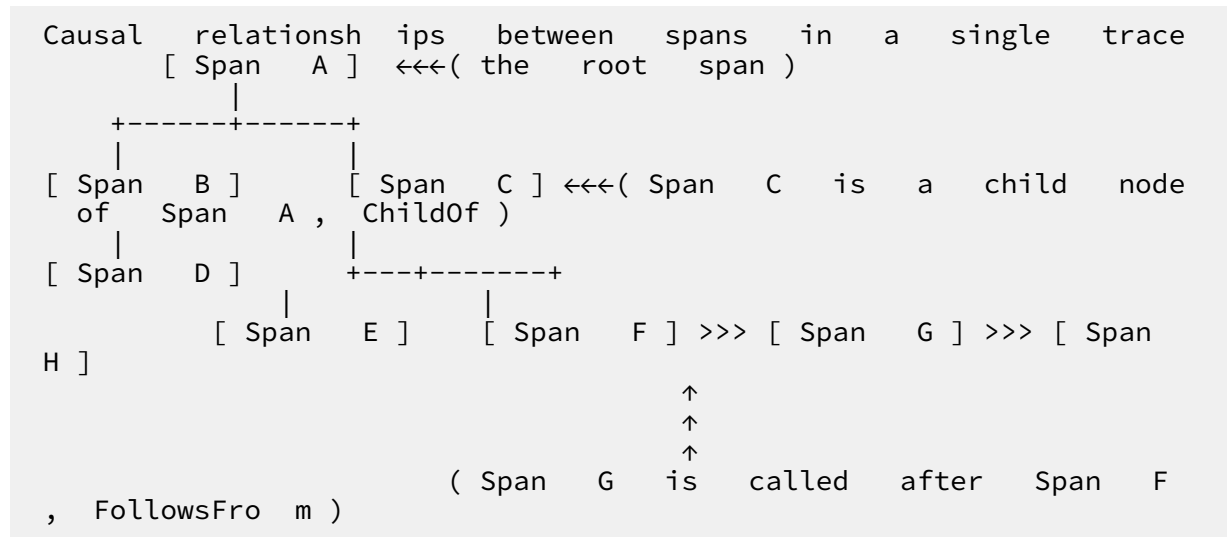 Causal relationsh ips between spans in a single trace
[ Span A ] ←←←( the root span )
|
+------+------+
| |
[ Span B ] [ Span C ] ←←←( Span C is a child node
of Span A , ChildOf )
| |
[ Span D ] +---+-------+
| |
[ Span E ] [ Span F ] >>> [ Span G ] >>> [ Span
H ]
↑
↑
↑
( Span G is called after Span F
, FollowsFro m )